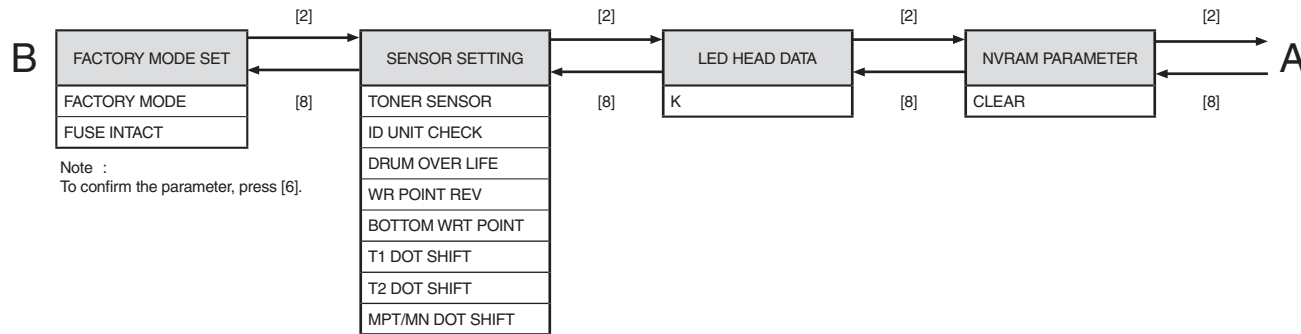 [2] [2] [2] [2]
B FACTORY MODE SET SENSOR SETTING LED HEAD DATA NVRAM PARAMETER A
FACTORY MODE [8] TONER SENSOR [8] K [8] CLEAR [8]
FUSE INTACT ID UNIT CHECK
Note :
To confirm the parameter, press [6].
DRUM OVER LIFE
WR POINT REV
BOTTOM WRT POINT
T1 DOT SHIFT
T2 DOT SHIFT
MPT/MN DOT SHIFT